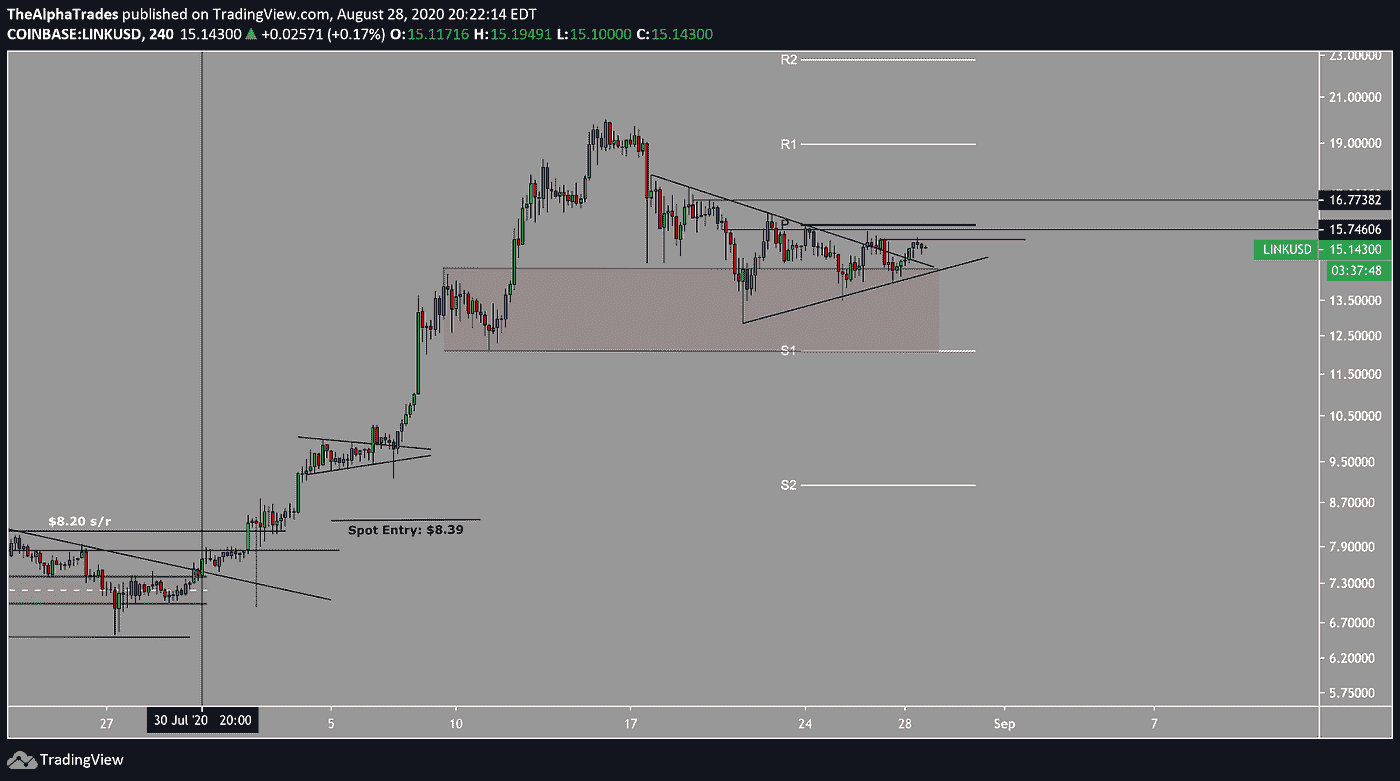 TheAlphaTrades published on TradingView.com, August 28, 2020 20:22:14 EDT
COINBASE:LINKUSD, 240 15.14300 ▲ +0.02571 (+0.17%) O:15.11716 H:15.19491 L:15.10000 C:15.14300
R2
23.00000
21.00000
R1
19.00000
16.77382
P
15.74606
LINKUSD 15.14300
03:37:48
13.50000
12.50000
S1
11.50000
10.50000
9.50000
S2
8.70000
$8.20 s/r
Spot Entry: $8.39
7.90000
7.30000
6.70000
6.20000
5.75000
27 30 Jul '20 20:00 5 10 17 24 28 Sep 7
TradingView